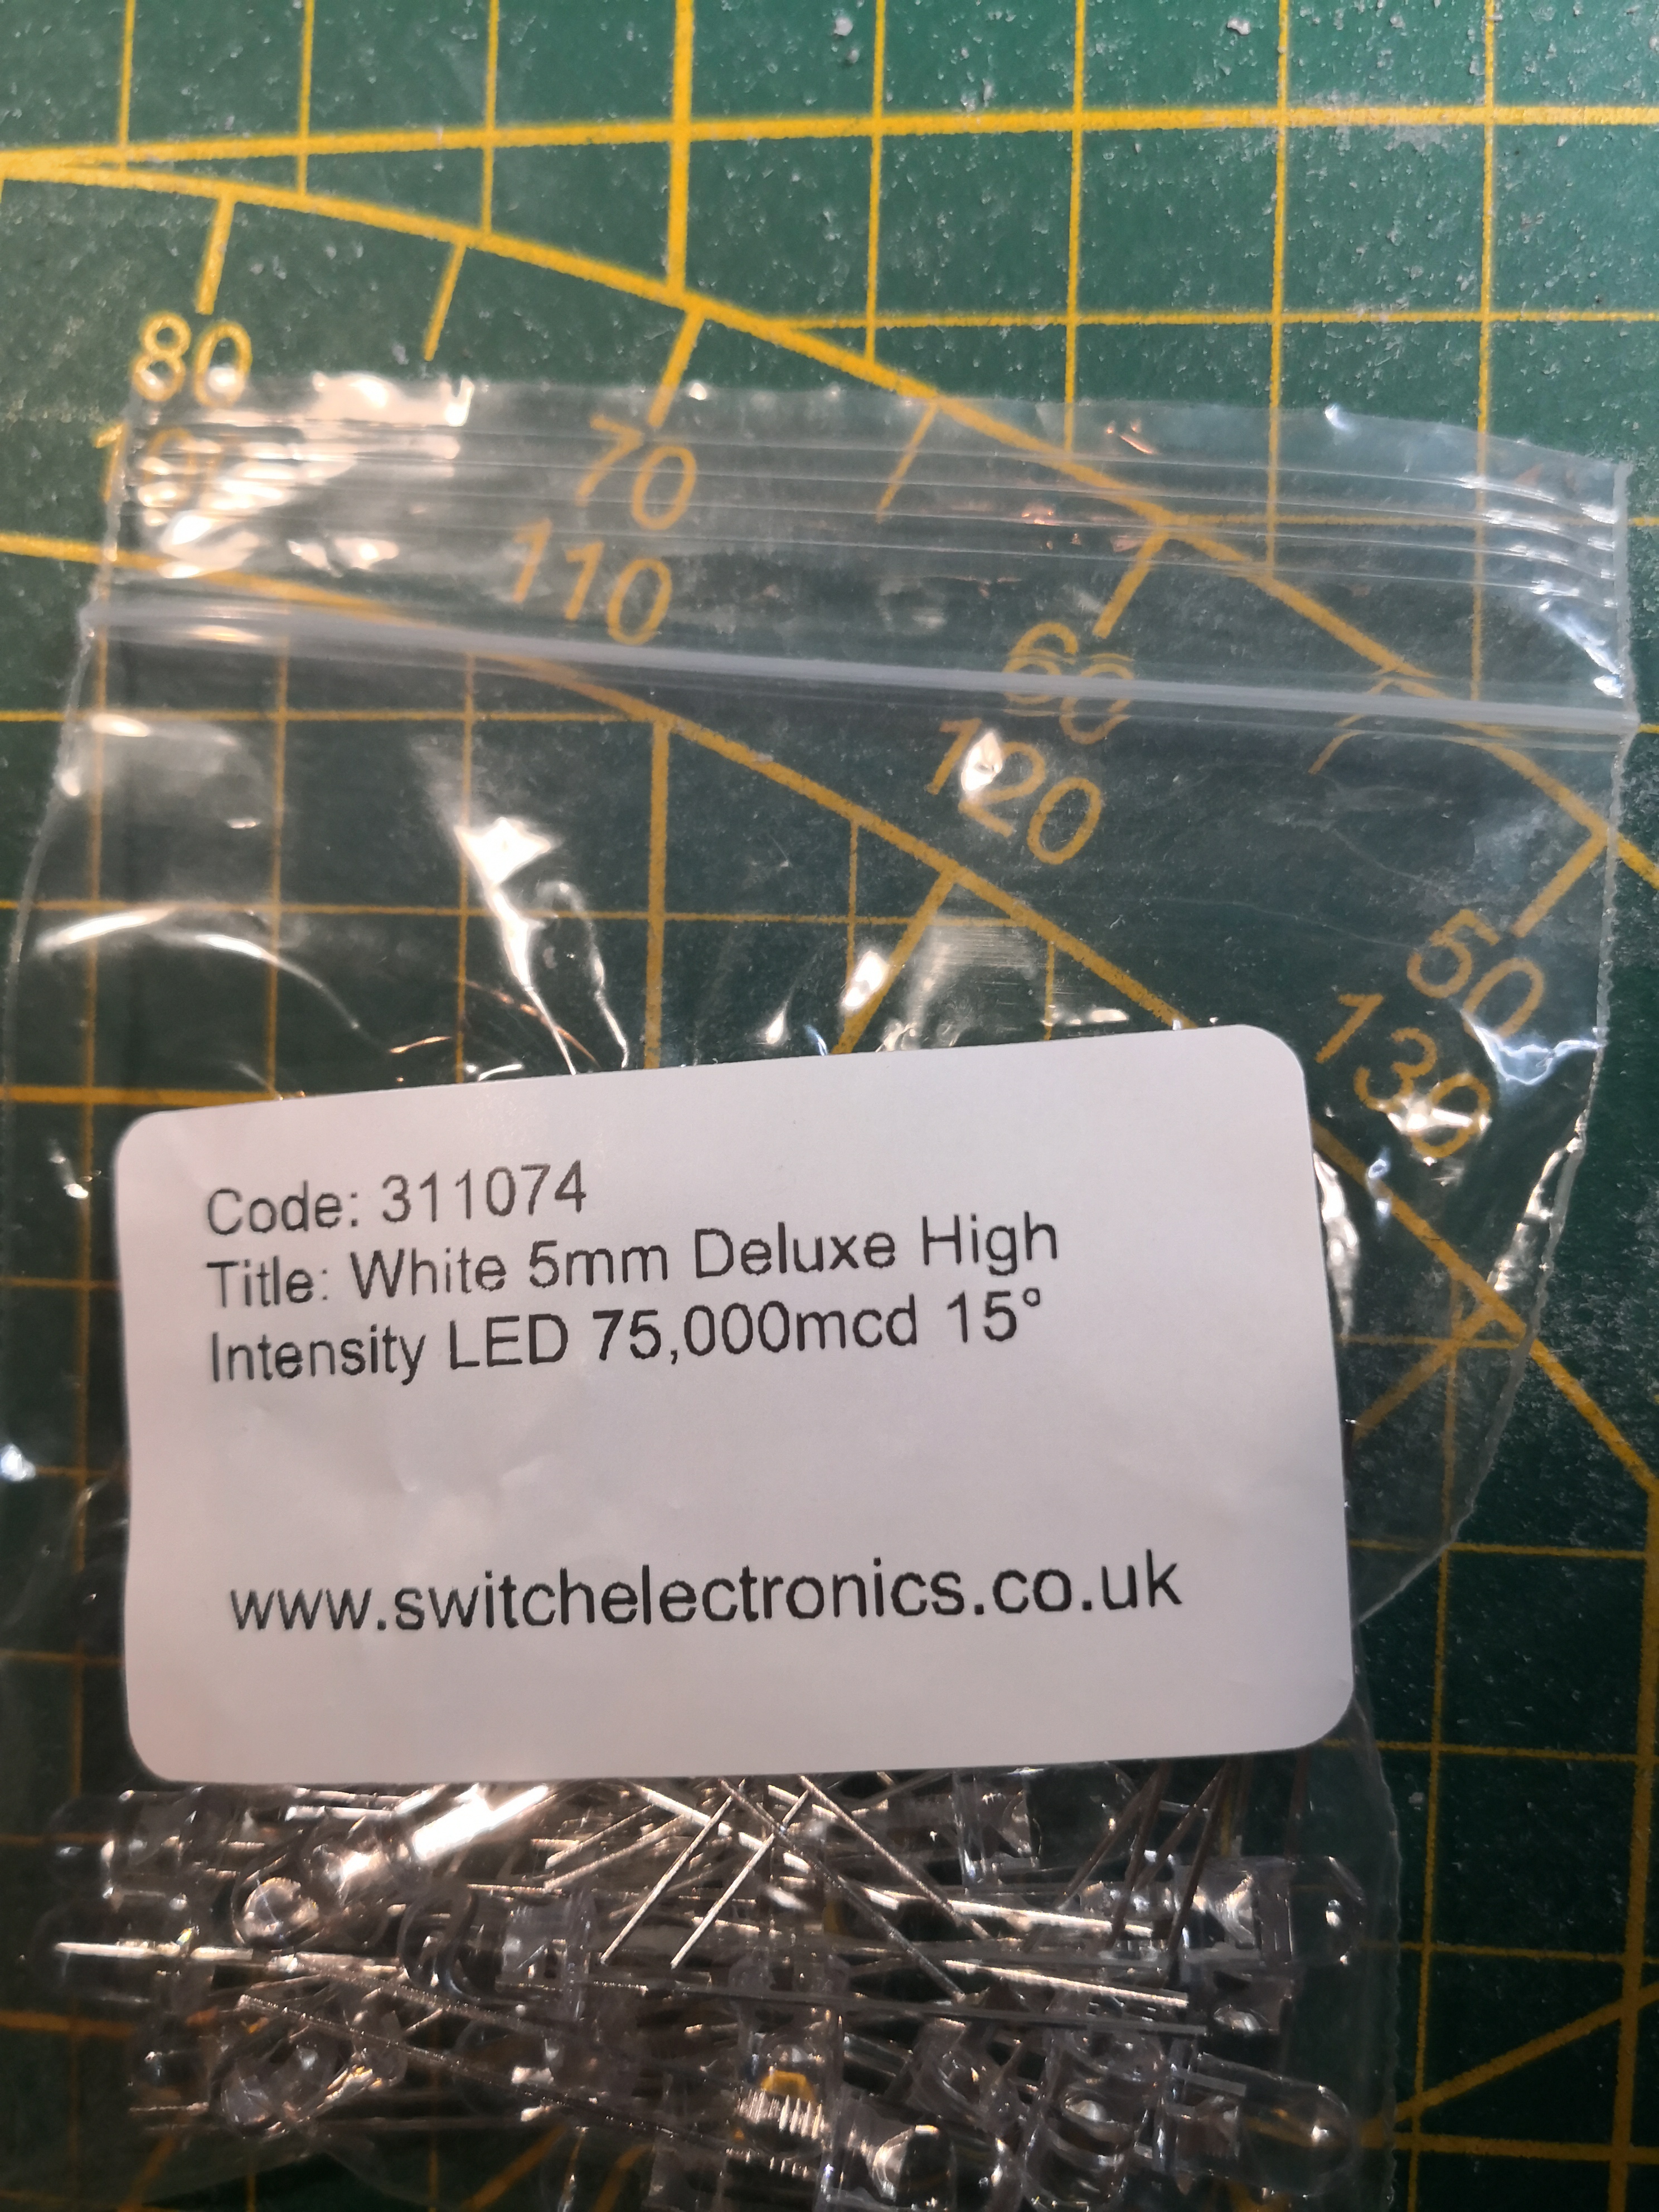 80
100
70
110
60
120
50
130
Code: 311074
Title: White 5mm Deluxe High
Intensity LED 75,000mcd 15°
www.switchelectronics.co.uk